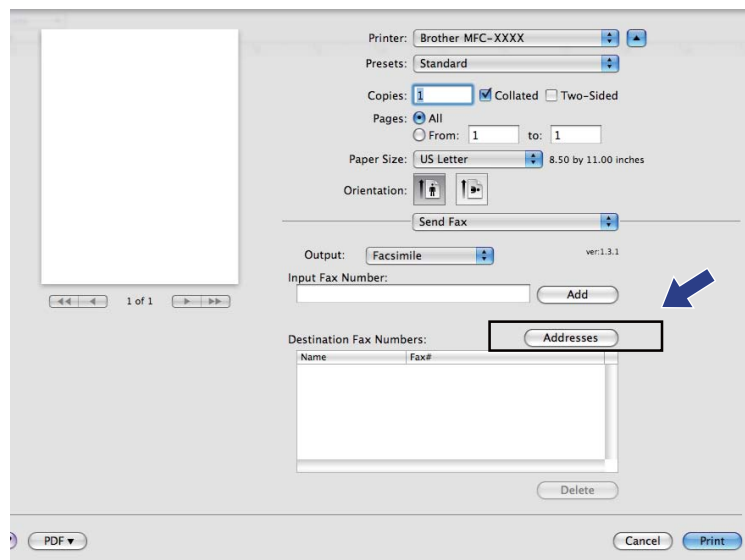 Printer: Brother MFC-XXXX
Presets: Standard
Copies: 1 Collated Two-Sided
Pages: All
From: 1 to: 1
Paper Size: US Letter 8.50 by 11.00 inches
Orientation:
Send Fax
Output: Facsimile ver:1.3.1
Input Fax Number:
Add
1 of 1
Destination Fax Numbers: Addresses
Name Fax#
Delete
PDF Cancel Print